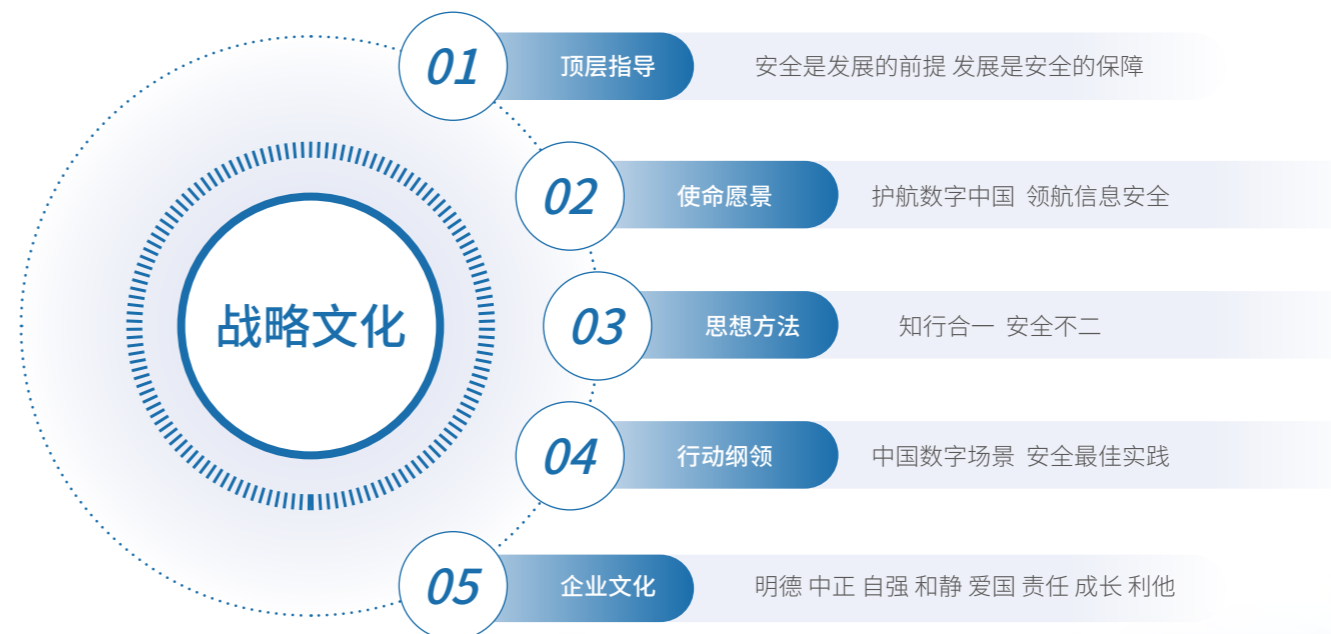 战略文化
01 顶层指导 安全是发展的前提 发展是安全的保障
02 使命愿景 护航数字中国 领航信息安全
03 思想方法 知行合一 安全不二
04 行动纲领 中国数字场景 安全最佳实践
05 企业文化 明德 中正 自强 和静 爱国 责任 成长 利他